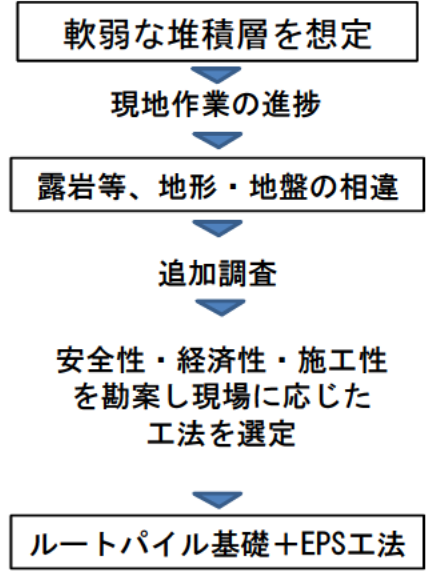 軟弱な堆積層を想定
現地作業の進捗
露岩等、地形・地盤の相違
追加調査
安全性・経済性・施工性
を勘案し現場に応じた
工法を選定
ルートパイル基礎＋EPS工法